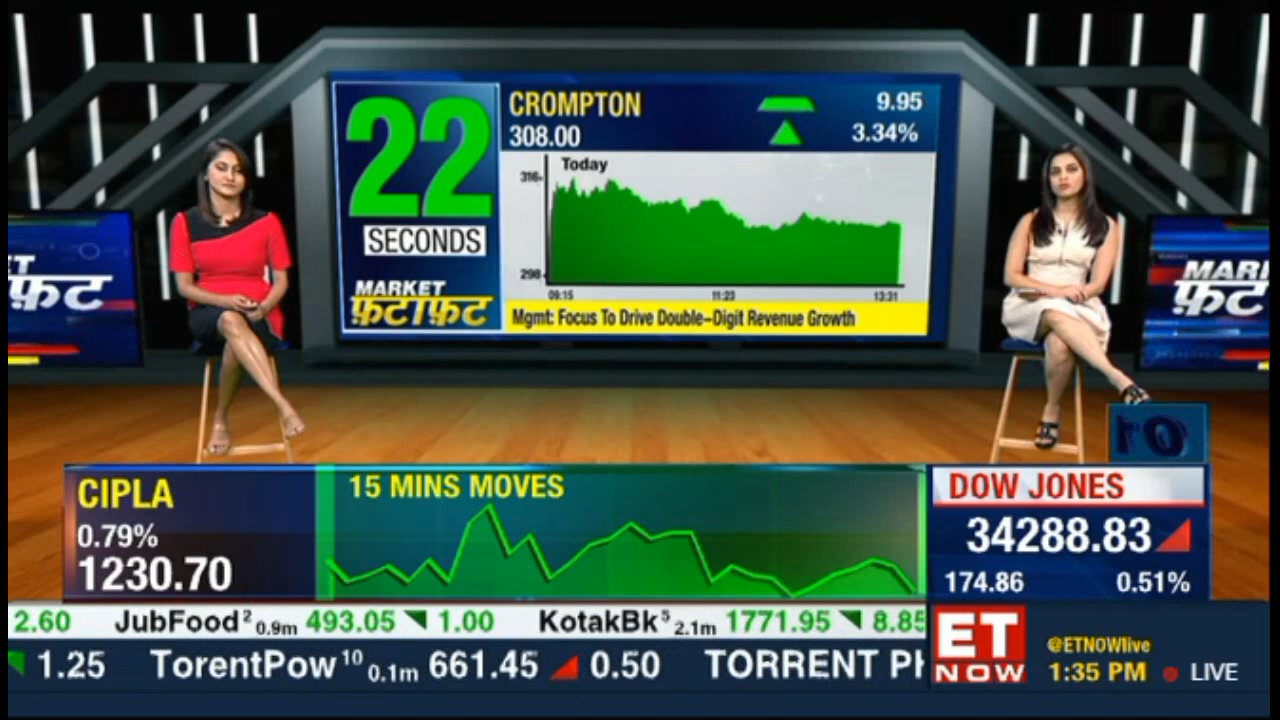 22
SECONDS
MARKET
फ़टाफ़ट
CROMPTON
308.00
9.95
3.34%
Today
316
298
09:15 11:23 13:31
Mgmt: Focus To Drive Double-Digit Revenue Growth
ET
फ़ट
MARK
फ़ट
CIPLA
0.79%
1230.70
15 MINS MOVES
DOW JONES
34288.83
174.86 0.51%
2.60 JubFood 2 0.9m 493.05 1.00 KotakBk 5 2.1m 1771.95 8.85
1.25 TorentPow 10 0.1m 661.45 0.50 TORRENT PH
ET
NOW
@ETNOWlive
1:35 PM LIVE